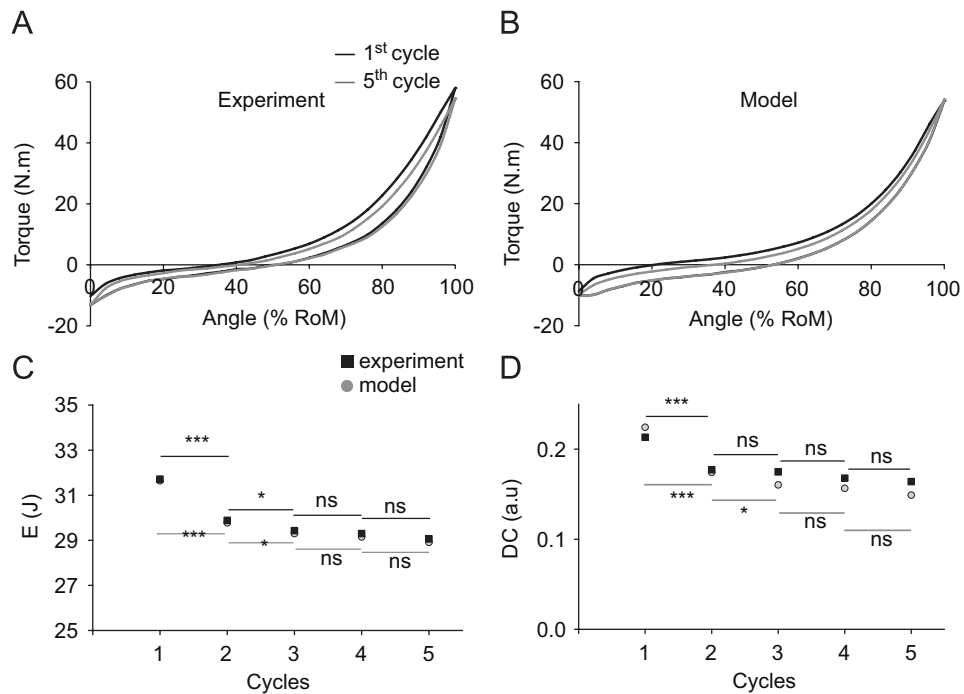 A
B
1st cycle
5th cycle
Experiment
Model
60
40
20
0
-20
Torque (N.m)
0 20 40 60 80 100
Angle (% RoM)
60
40
20
0
-20
Torque (N.m)
0 20 40 60 80 100
Angle (% RoM)
C
D
experiment
model
35
33
31
29
27
25
E (J)
*** * ns ns
*** * ns ns
1 2 3 4 5
Cycles
0.2
0.1
0.0
DC (a.u)
*** ns ns ns
*** * ns ns
1 2 3 4 5
Cycles